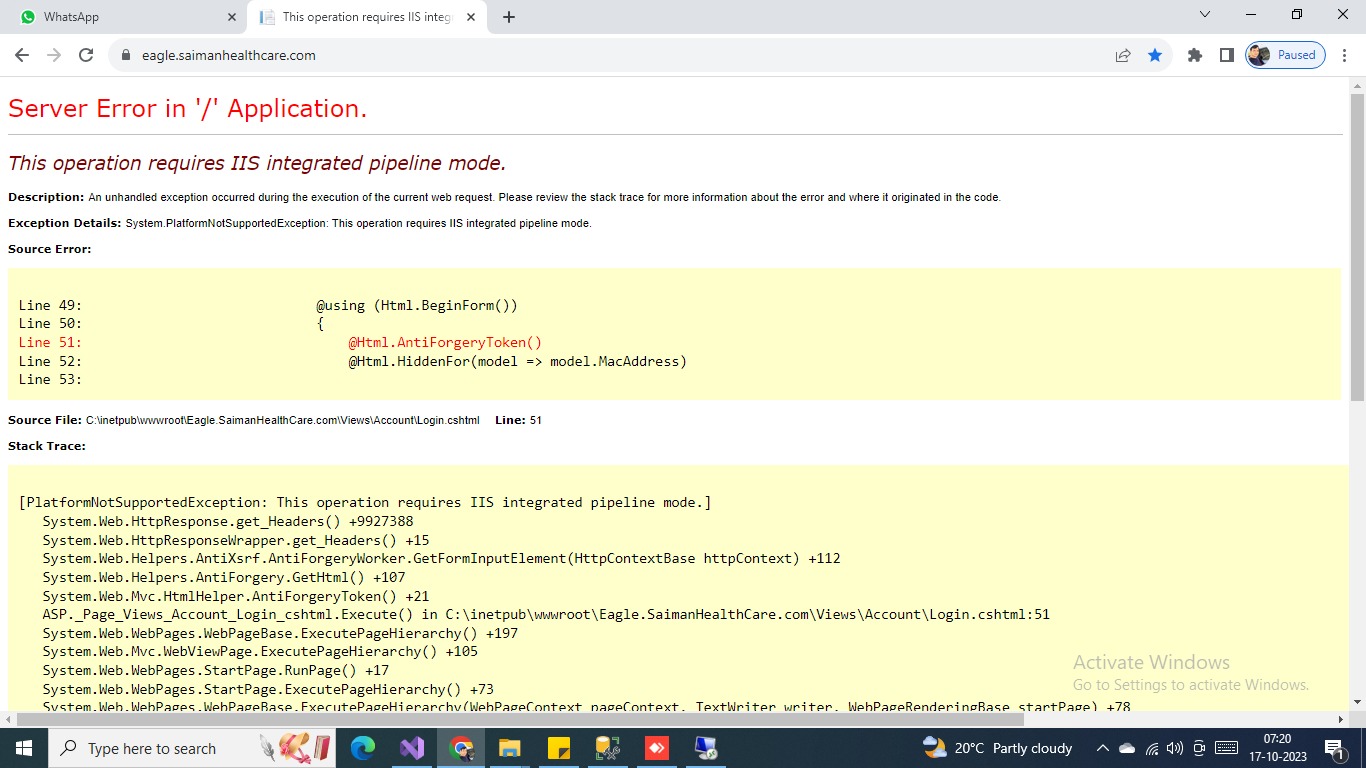 WhatsApp
This operation requires IIS integ
eagle.saimanhealthcare.com
Paused
Server Error in '/' Application.
This operation requires IIS integrated pipeline mode.
Description: An unhandled exception occurred during the execution of the current web request. Please review the stack trace for more information about the error and where it originated in the code.
Exception Details: System.PlatformNotSupportedException: This operation requires IIS integrated pipeline mode.
Source Error:
Line 49:                             @using (Html.BeginForm())
Line 50:                             {
Line 51:                                 @Html.AntiForgeryToken()
Line 52:                                 @Html.HiddenFor(model => model.MacAddress)
Line 53:
Source File: C:\inetpub\wwwroot\Eagle.SaimanHealthCare.com\Views\Account\Login.cshtml    Line: 51
Stack Trace:
[PlatformNotSupportedException: This operation requires IIS integrated pipeline mode.]
System.Web.HttpResponse.get_Headers() +9927388
System.Web.HttpResponseWrapper.get_Headers() +15
System.Web.Helpers.AntiXsrf.AntiForgeryWorker.GetFormInputElement(HttpContextBase httpContext) +112
System.Web.Helpers.AntiForgery.GetHtml() +107
System.Web.Mvc.HtmlHelper.AntiForgeryToken() +21
ASP._Page_Views_Account_Login_cshtml.Execute() in C:\inetpub\wwwroot\Eagle.SaimanHealthCare.com\Views\Account\Login.cshtml:51
System.Web.WebPages.WebPageBase.ExecutePageHierarchy() +197
System.Web.Mvc.WebViewPage.ExecutePageHierarchy() +105
System.Web.WebPages.StartPage.RunPage() +17
System.Web.WebPages.StartPage.ExecutePageHierarchy() +73
System.Web.WebPages.WebPageBase.ExecutePageHierarchy(WebPageContext pageContext, TextWriter writer, WebPageRenderingBase startPage) +78
Activate Windows
Go to Settings to activate Windows.
Type here to search
20°C Partly cloudy
07:20
17-10-2023
1